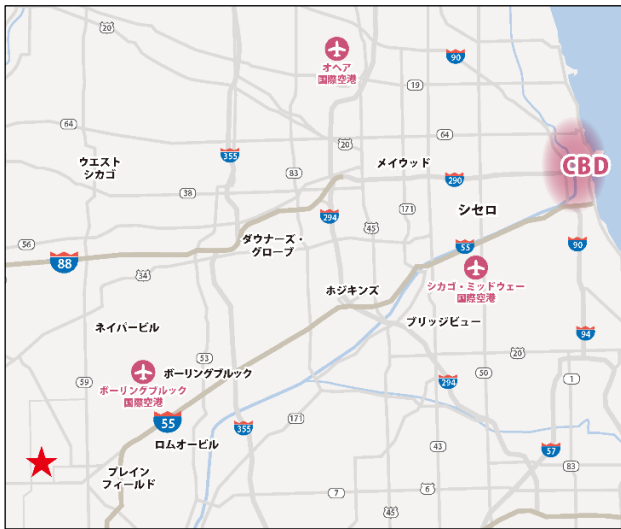 20
オヘア
国際空港
90
19
64
64
355
20
ウエスト
シカゴ
83
メイウッド
CBD
290
38
294
171
シセロ
45
56
ダウナーズ・
グローブ
55
90
88
34
ホジキンズ
シカゴ・ミッドウェー
国際空港
ネイパービル
ブリッジビュー
94
53
20
ボーリングブルック
50
59
ボーリングブルック
国際空港
294
1
55
171
355
ロムオービル
43
57
83
プレイン
フィールド
7
6
45